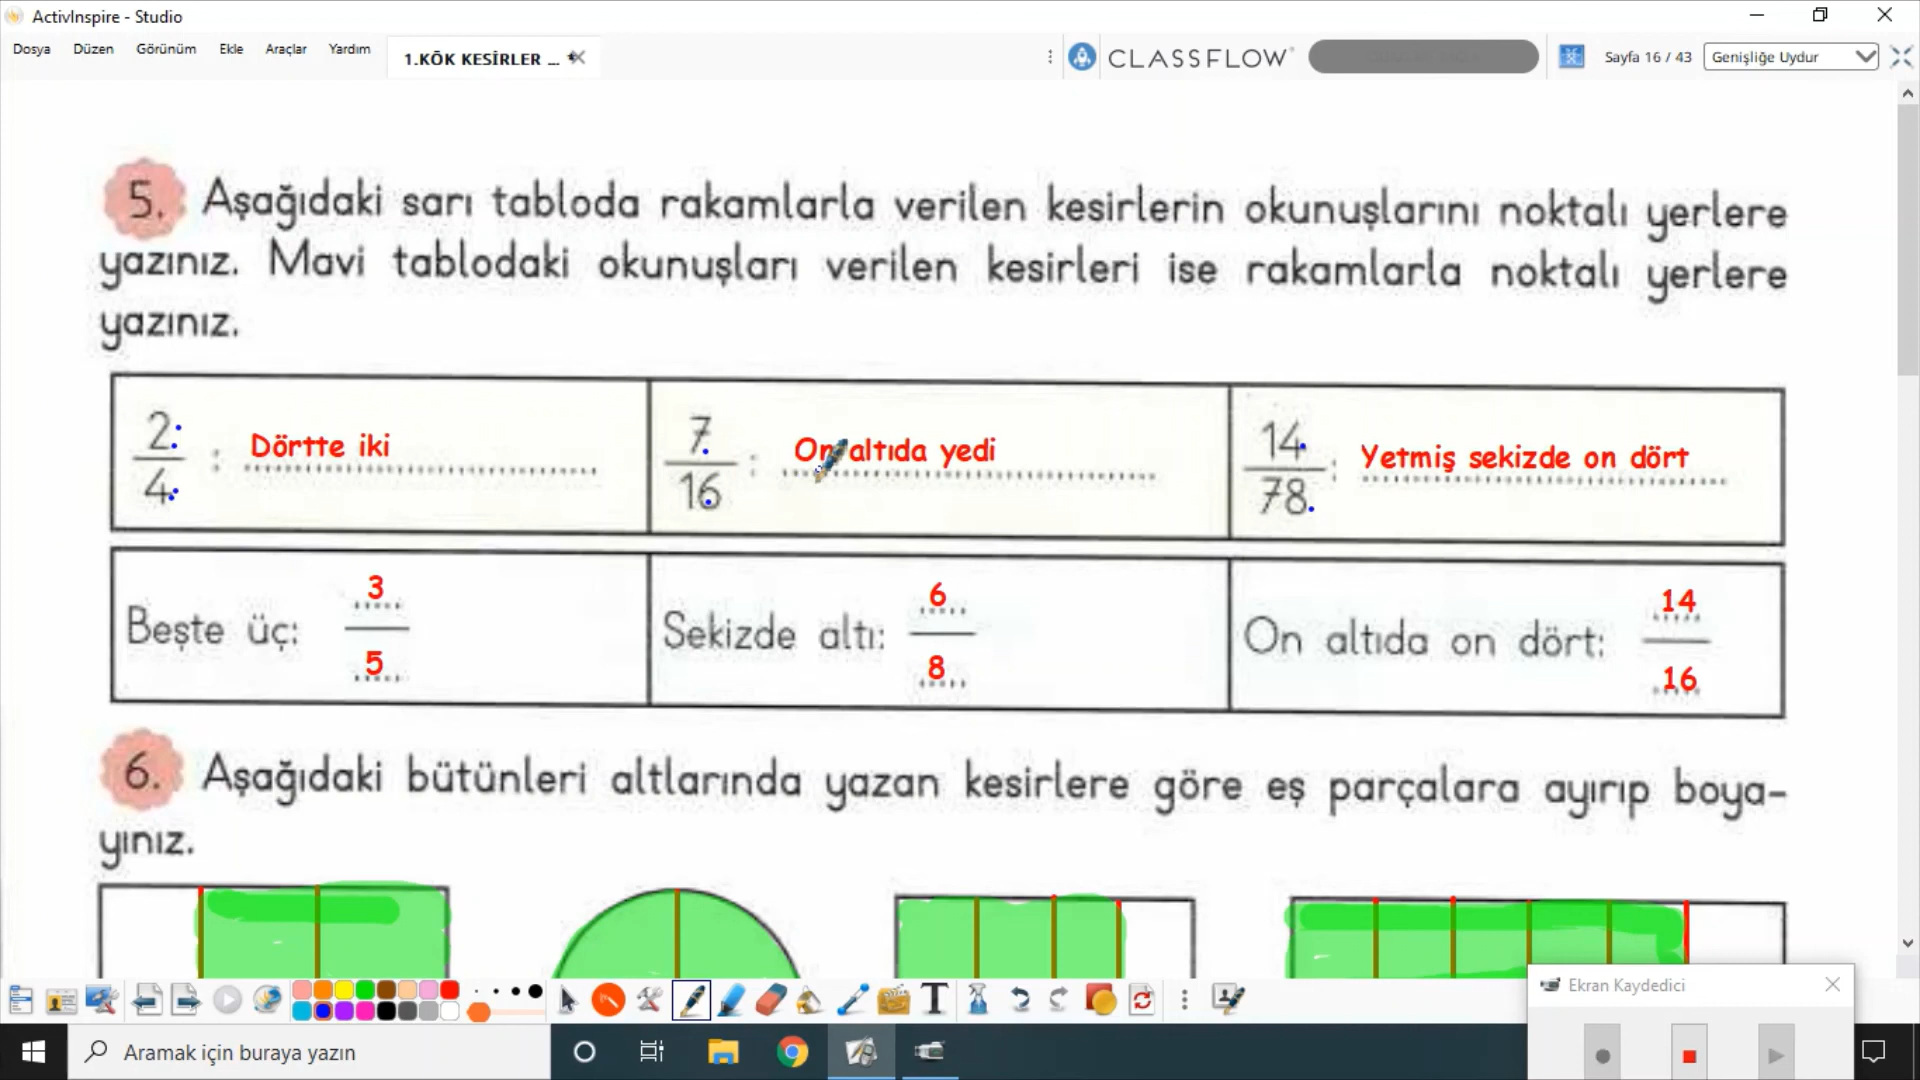 ActivInspire - Studio
Dosya Düzen Görünüm Ekle Araçlar Yardım
1.KÖK KESİRLER ...
CLASSFLOW
Sayfa 16 / 43
Genişliğe Uydur
5. Aşağıdaki sarı tabloda rakamlarla verilen kesirlerin okunuşlarını noktalı yerlere
yazınız. Mavi tablodaki okunuşları verilen kesirleri ise rakamlarla noktalı yerlere
yazınız.
2/4 : Dörtte iki
7/16 : On altıda yedi
14/78 : Yetmiş sekizde on dört
Beşte üç: 3/5
Sekizde altı: 6/8
On altıda on dört: 14/16
6. Aşağıdaki bütünleri altlarında yazan kesirlere göre eş parçalara ayırıp boya-
yınız.
Ekran Kaydedici
Aramak için buraya yazın